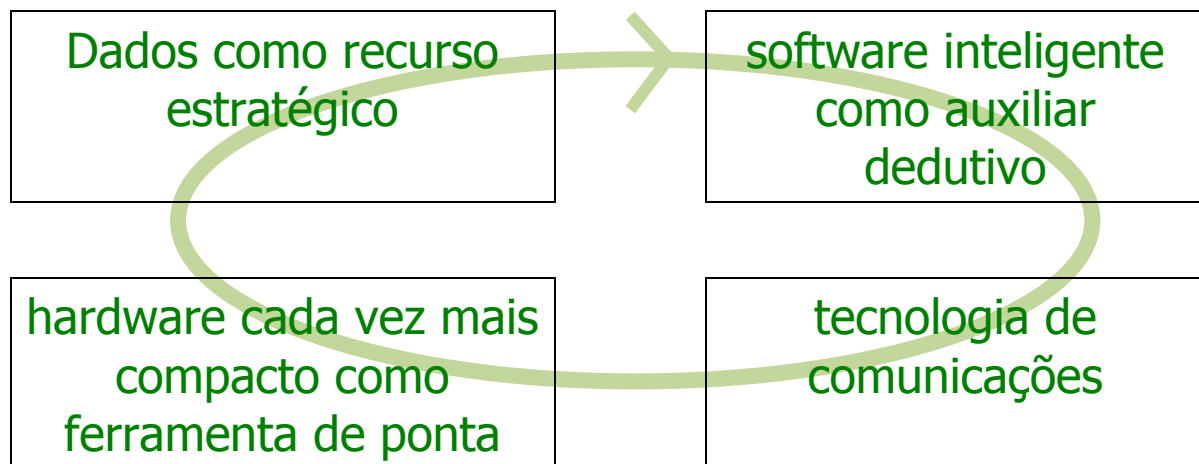 Dados como recurso
estratégico
software inteligente
como auxiliar
dedutivo
hardware cada vez mais
compacto como
ferramenta de ponta
tecnologia de
comunicações